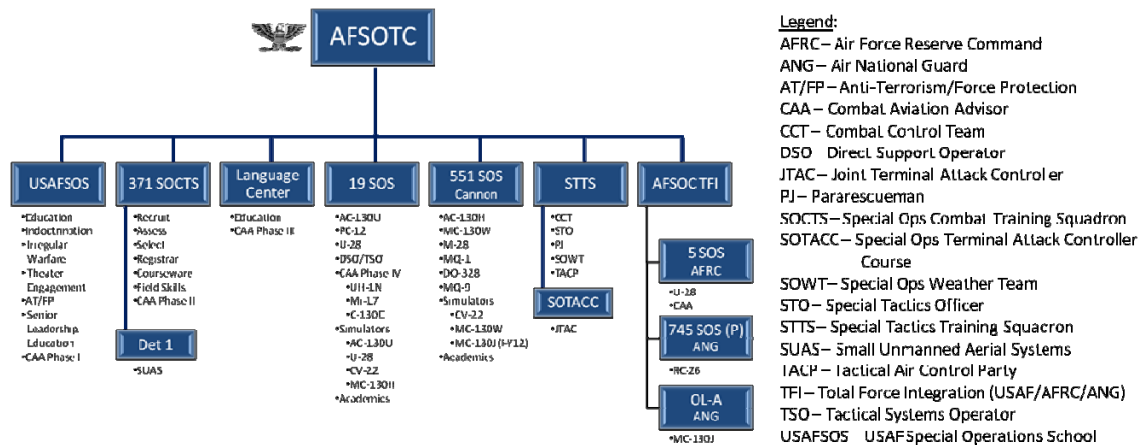 AFSOTC
USAFSOS
•Education
•Indoctrination
•Irregular
Warfare
•Theater
Engagement
•AT/FP
•Senior
Leadership
Education
•CAA Phase I
371 SOCTS
•Recruit
•Assess
•Select
•Registrar
•Courseware
•Field Skills
•CAA Phase II
Det 1
•SUAS
Language
Center
•Education
•CAA Phase III
19 SOS
•AC-130U
•PC-12
•U-28
•DSO/TSO
•CAA Phase IV
•UH-1N
•Mi-17
•C-130E
•Simulators
•AC-130U
•U-28
•CV-22
•MC-130H
•Academics
551 SOS
Cannon
•AC-130H
•MC-130W
•M-28
•MQ-1
•DO-328
•MQ-9
•Simulators
•CV-22
•MC-130W
•MC-130J (FY12)
•Academics
STTS
•CCT
•STO
•PJ
•SOWT
•TACP
SOTACC
•JTAC
AFSOC TFI
5 SOS
AFRC
•U-28
•CAA
745 SOS (P)
ANG
•RC-26
OL-A
ANG
•MC-130J
Legend:
AFRC – Air Force Reserve Command
ANG – Air National Guard
AT/FP – Anti-Terrorism/Force Protection
CAA – Combat Aviation Advisor
CCT – Combat Control Team
DSO Direct Support Operator
JTAC – Joint Terminal Attack Controller
PJ – Pararescueman
SOCTS – Special Ops Combat Training Squadron
SOTACC – Special Ops Terminal Attack Controller
Course
SOWT – Special Ops Weather Team
STO – Special Tactics Officer
STTS – Special Tactics Training Squadron
SUAS – Small Unmanned Aerial Systems
TACP – Tactical Air Control Party
TFI – Total Force Integration (USAF/AFRC/ANG)
TSO – Tactical Systems Operator
USAFSOS USAF Special Operations School